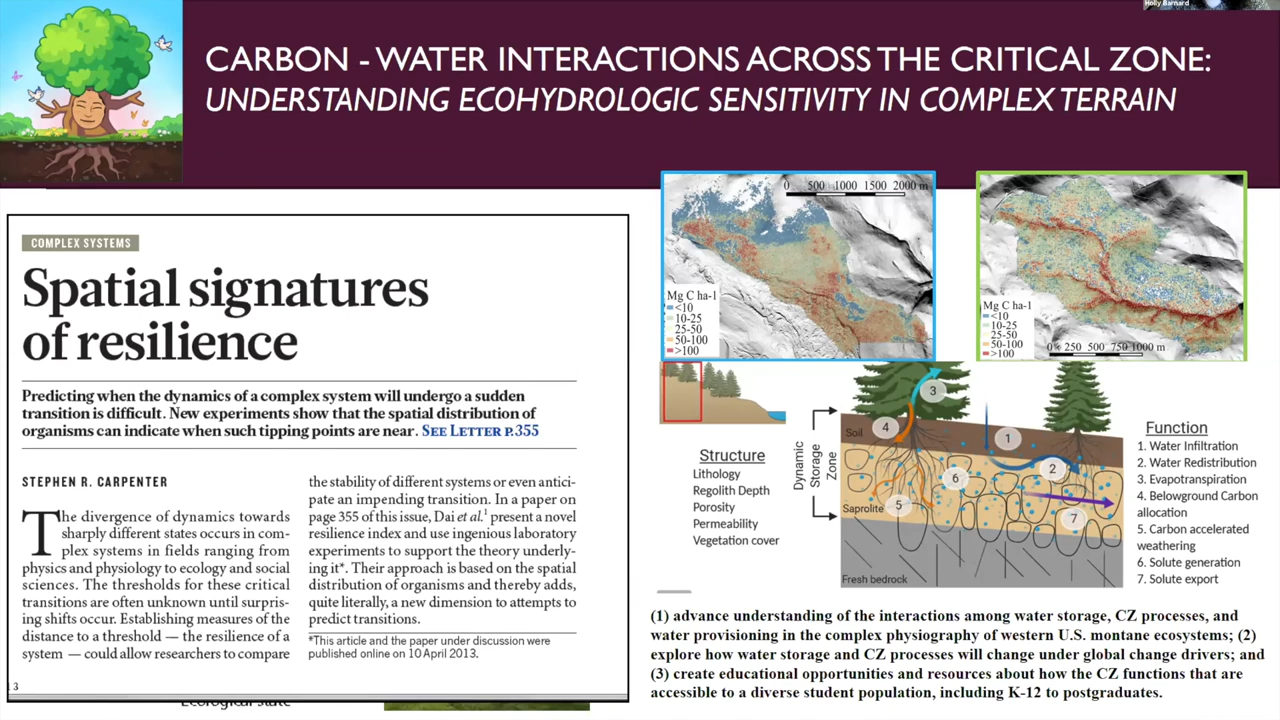 Holly Barnard
CARBON - WATER INTERACTIONS ACROSS THE CRITICAL ZONE:
UNDERSTANDING ECOHYDROLOGIC SENSITIVITY IN COMPLEX TERRAIN
COMPLEX SYSTEMS
Spatial signatures
of resilience
Predicting when the dynamics of a complex system will undergo a sudden
transition is difficult. New experiments show that the spatial distribution of
organisms can indicate when such tipping points are near. SEE LETTER P.355
STEPHEN R. CARPENTER
The divergence of dynamics towards
sharply different states occurs in com-
plex systems in fields ranging from
physics and physiology to ecology and social
sciences. The thresholds for these critical
transitions are often unknown until surpris-
ing shifts occur. Establishing measures of the
distance to a threshold — the resilience of a
system — could allow researchers to compare
the stability of different systems or even antici-
pate an impending transition. In a paper on
page 355 of this issue, Dai et al.1 present a novel
resilience index and use ingenious laboratory
experiments to support the theory underly-
ing it*. Their approach is based on the spatial
distribution of organisms and thereby adds,
quite literally, a new dimension to attempts to
predict transitions.
*This article and the paper under discussion were
published online on 10 April 2013.
13
Ecological state
0 500 1000 1500 2000 m
Mg C ha-1
<10
10-25
25-50
50-100
>100
Mg C ha-1
<10
10-25
25-50
50-100
>100
0 250 500 750 1000 m
Structure
Lithology
Regolith Depth
Porosity
Permeability
Vegetation cover
Dynamic
Storage
Zone
Soil
Saprolite
Fresh bedrock
3
4
1
2
6
5
7
Function
1. Water Infiltration
2. Water Redistribution
3. Evapotranspiration
4. Belowground Carbon
allocation
5. Carbon accelerated
weathering
6. Solute generation
7. Solute export
(1) advance understanding of the interactions among water storage, CZ processes, and
water provisioning in the complex physiography of western U.S. montane ecosystems; (2)
explore how water storage and CZ processes will change under global change drivers; and
(3) create educational opportunities and resources about how the CZ functions that are
accessible to a diverse student population, including K-12 to postgraduates.